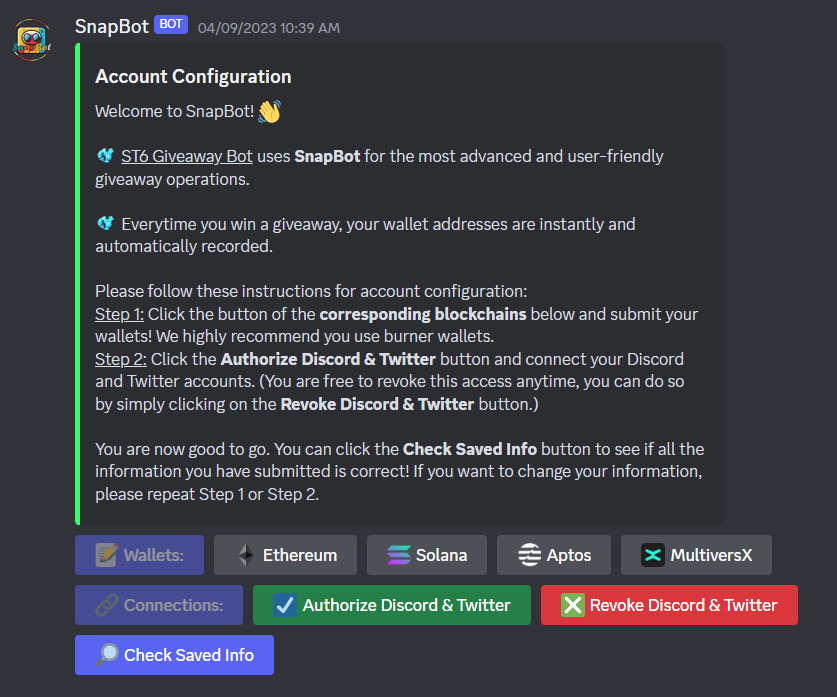 SnapBot BOT 04/09/2023 10:39 AM
Account Configuration
Welcome to SnapBot!
ST6 Giveaway Bot uses SnapBot for the most advanced and user-friendly
giveaway operations.
Everytime you win a giveaway, your wallet addresses are instantly and
automatically recorded.
Please follow these instructions for account configuration:
Step 1: Click the button of the corresponding blockchains below and submit your
wallets! We highly recommend you use burner wallets.
Step 2: Click the Authorize Discord & Twitter button and connect your Discord
and Twitter accounts. (You are free to revoke this access anytime, you can do so
by simply clicking on the Revoke Discord & Twitter button.)
You are now good to go. You can click the Check Saved Info button to see if all the
information you have submitted is correct! If you want to change your information,
please repeat Step 1 or Step 2.
Wallets: Ethereum Solana Aptos MultiversX
Connections: Authorize Discord & Twitter Revoke Discord & Twitter
Check Saved Info